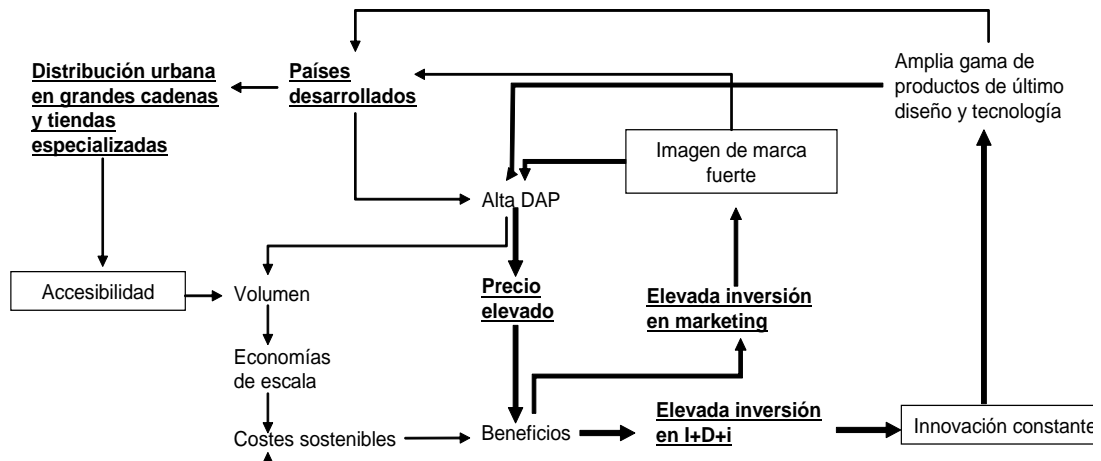 Distribución urbana
en grandes cadenas
y tiendas
especializadas
Países
desarrollados
Amplia gama de
productos de último
diseño y tecnología
Imagen de marca
fuerte
Alta DAP
Accesibilidad
Volumen
Precio
elevado
Elevada inversión
en marketing
Economías
de escala
Costes sostenibles
Beneficios
Elevada inversión
en I+D+i
Innovación constante